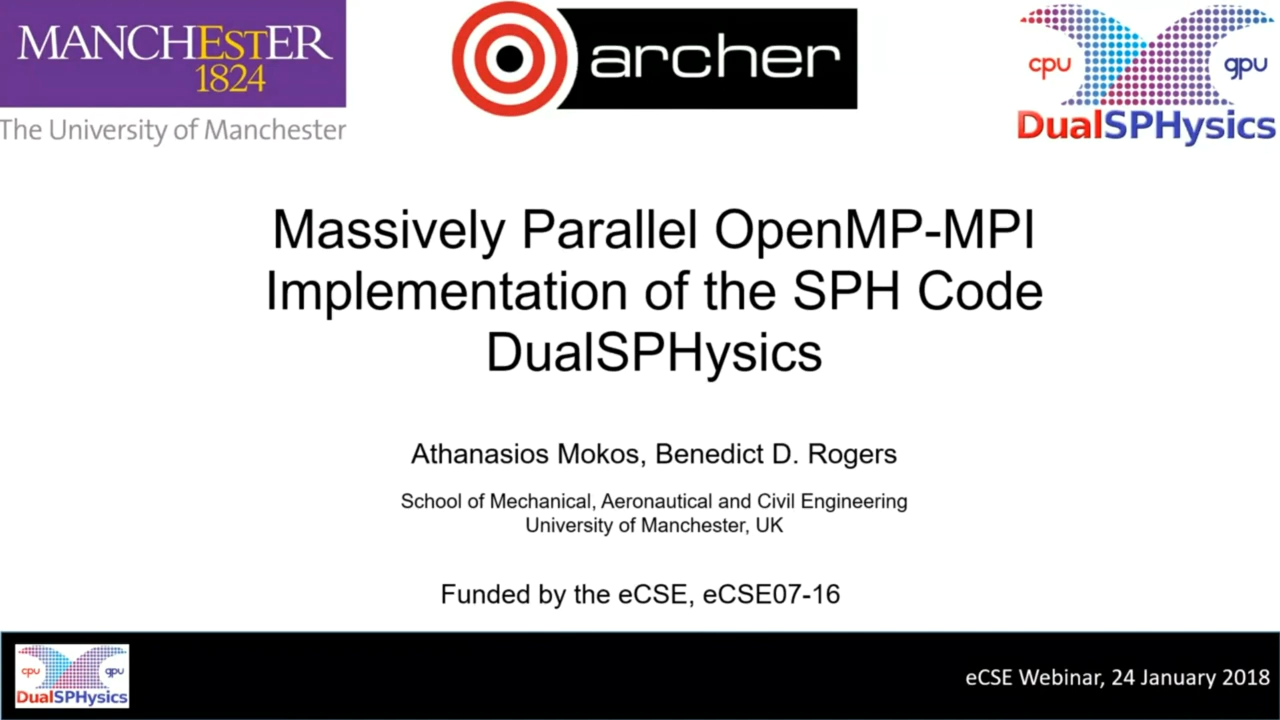 MANCHESTER
1824
The University of Manchester
archer
cpu
gpu
DualSPHysics
Massively Parallel OpenMP-MPI
Implementation of the SPH Code
DualSPHysics
Athanasios Mokos, Benedict D. Rogers
School of Mechanical, Aeronautical and Civil Engineering
University of Manchester, UK
Funded by the eCSE, eCSE07-16
cpu
gpu
DualSPHysics
eCSE Webinar, 24 January 2018